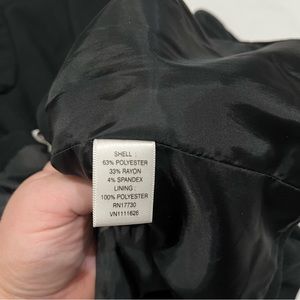 SHELL :
63% POLYESTER
33% RAYON
4% SPANDEX
LINING :
100% POLYESTER
RN17730
VN1111626